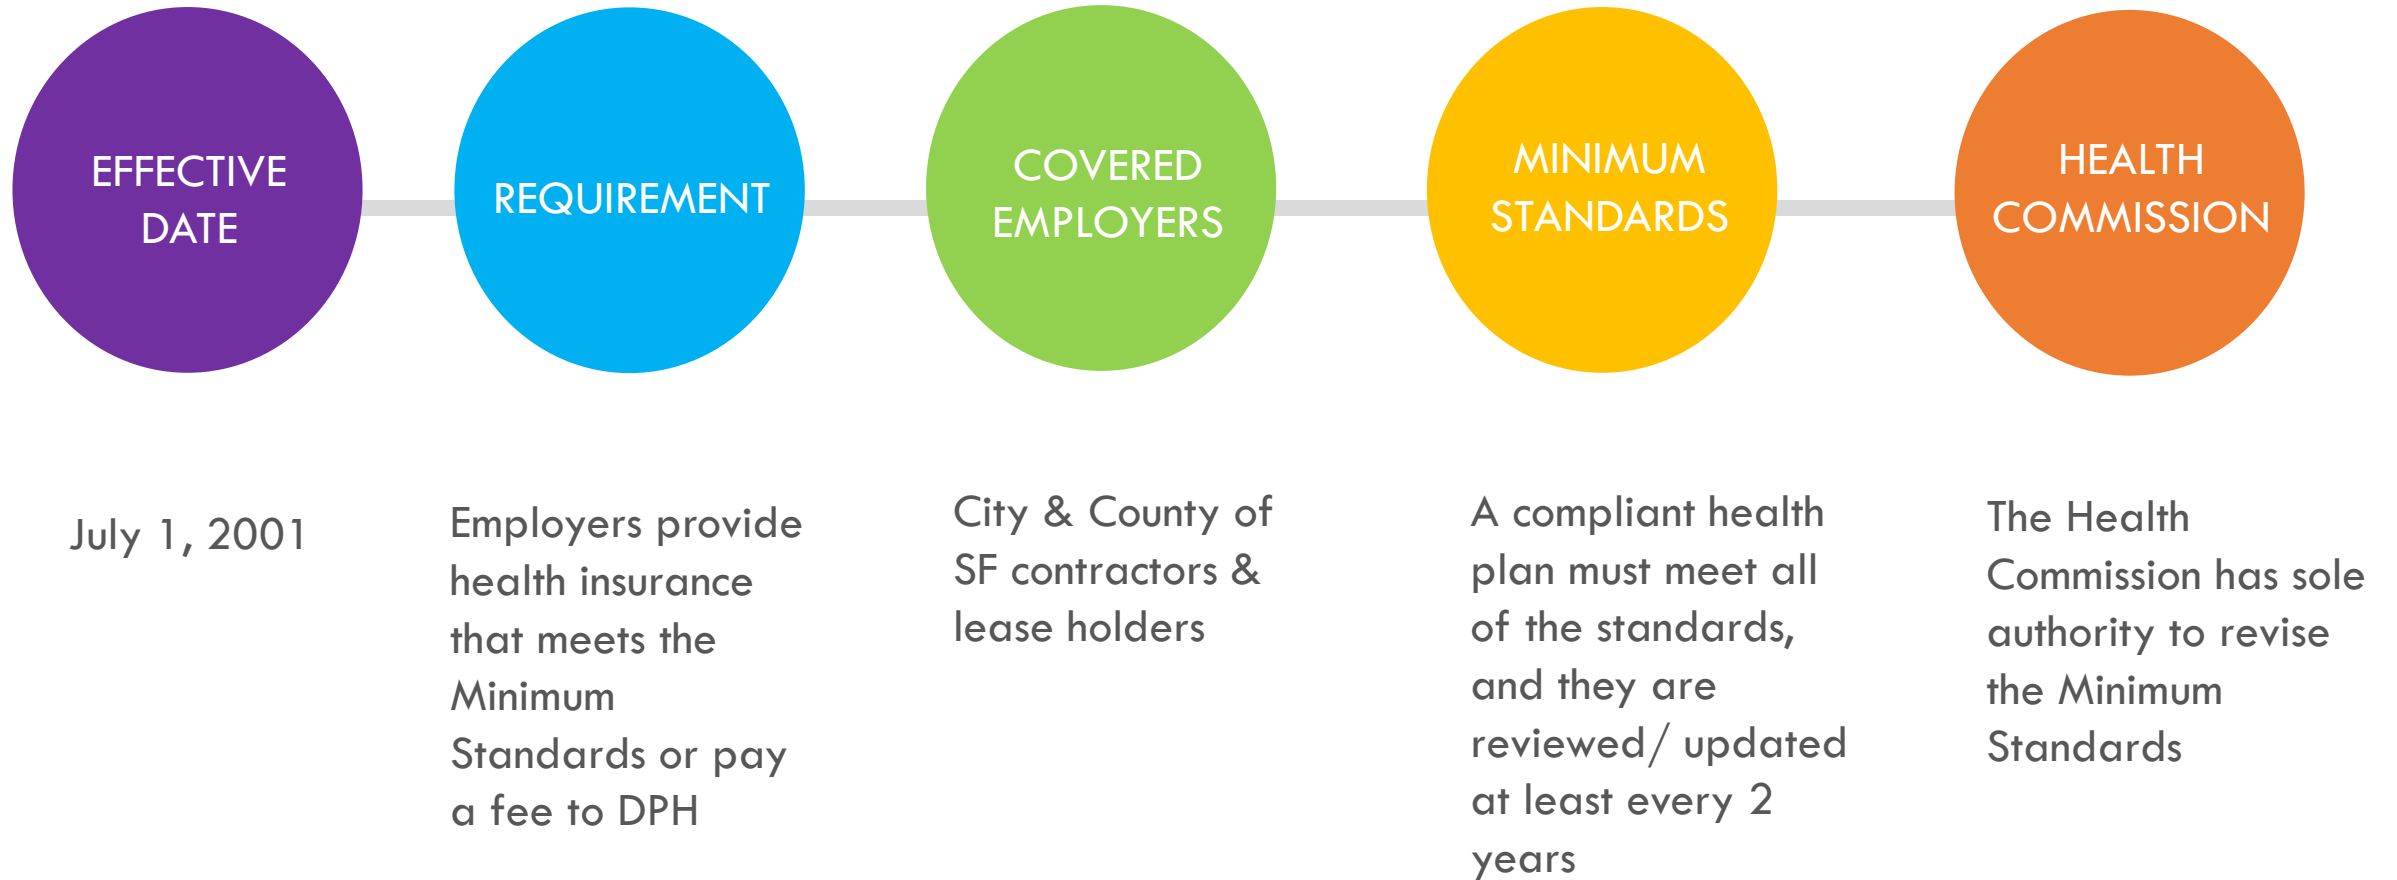 EFFECTIVE
DATE
REQUIREMENT
COVERED
EMPLOYERS
MINIMUM
STANDARDS
HEALTH
COMMISSION
July 1, 2001
Employers provide
health insurance
that meets the
Minimum
Standards or pay
a fee to DPH
City & County of
SF contractors &
lease holders
A compliant health
plan must meet all
of the standards,
and they are
reviewed/ updated
at least every 2
years
The Health
Commission has sole
authority to revise
the Minimum
Standards